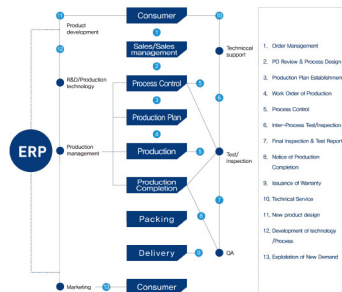 11
Consumer
10
Product
development
1
12
Sales/Sales
management
Technical
support
2
R&D/Production
technology
Process Control
5
8
3
Production Plan
4
ERP
Production
management
Production
6
Test/
Inspection
Production
Completion
7
Packing
Delivery
9
QA
Marketing
13
Consumer
1, Order Management
2, PO Review & Process Design
3, Production Plan Establishment
4, Work Order of Production
5, Process Control
6, Inter-Process Test/Inspection
7, Final Inspection & Test Report
8, Notice of Production
Completion
9, Issuance of Warranty
10, Technical Service
11, New product design
12, Development of technology
/Process
13, Exploitation of New Demand